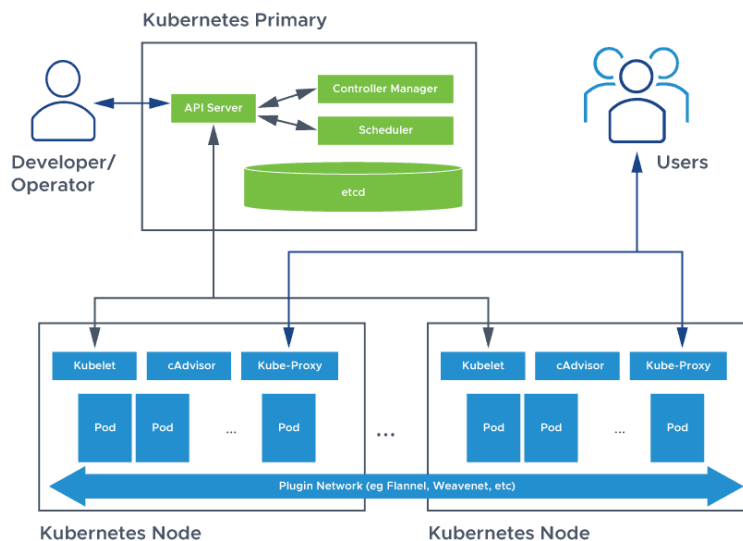 Kubernetes Primary
API Server
Controller Manager
Scheduler
etcd
Developer/
Operator
Users
Kubelet
cAdvisor
Kube-Proxy
Pod
Pod
...
Pod
...
Kubelet
cAdvisor
Kube-Proxy
Pod
Pod
...
Pod
Plugin Network (eg Flannel, Weavenet, etc)
Kubernetes Node
Kubernetes Node